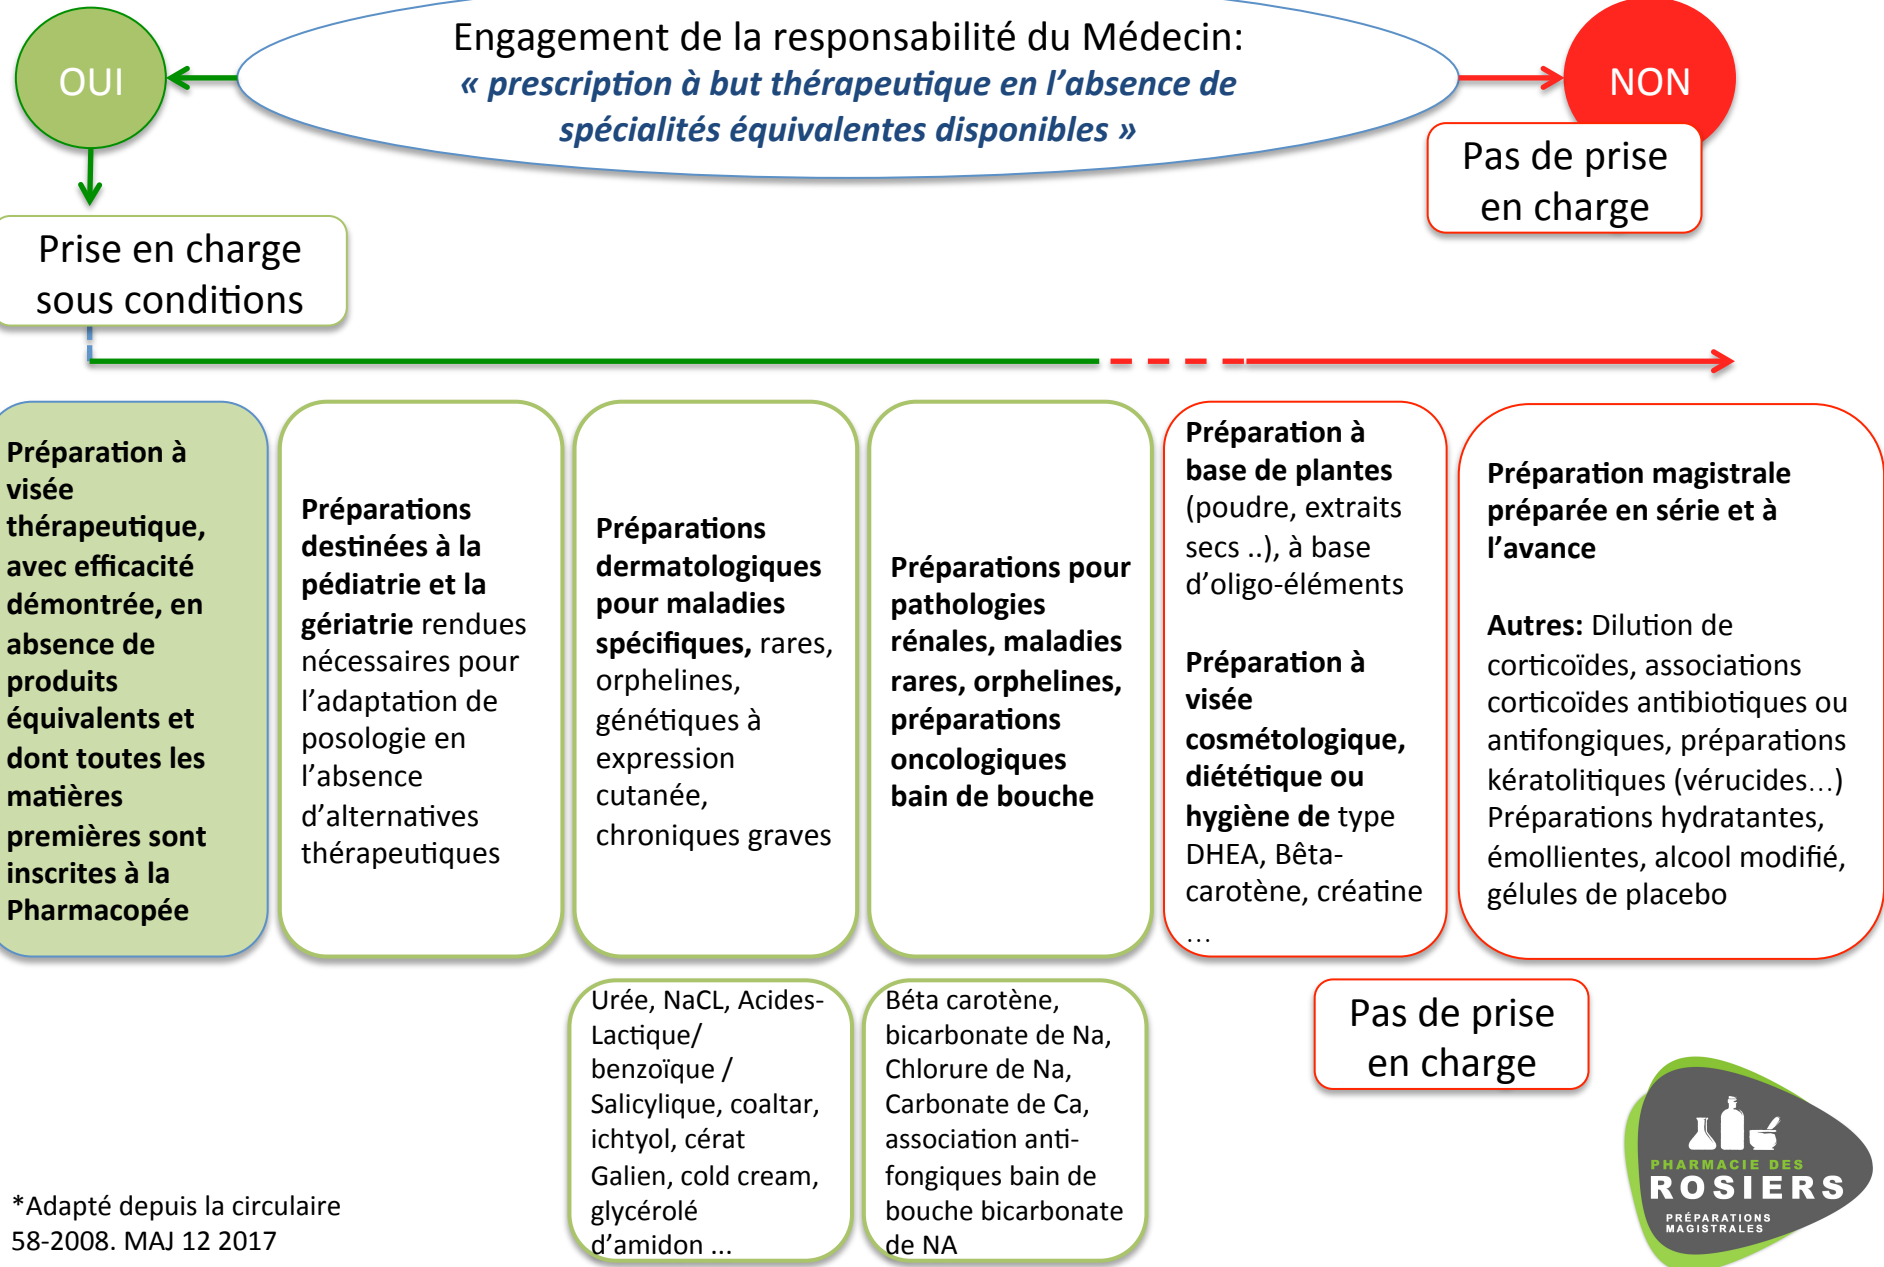 OUI
Engagement de la responsabilité du Médecin:
« prescription à but thérapeutique en l’absence de
spécialités équivalentes disponibles »
NON
Pas de prise
en charge
Prise en charge
sous conditions
Préparation à
visée
thérapeutique,
avec efficacité
démontrée, en
absence de
produits
équivalents et
dont toutes les
matières
premières sont
inscrites à la
Pharmacopée
Préparations
destinées à la
pédiatrie et la
gériatrie rendues
nécessaires pour
l’adaptation de
posologie en
l’absence
d’alternatives
thérapeutiques
Préparations
dermatologiques
pour maladies
spécifiques, rares,
orphelines,
génétiques à
expression
cutanée,
chroniques graves
Préparations pour
pathologies
rénales, maladies
rares, orphelines,
préparations
oncologiques
bain de bouche
Préparation à
base de plantes
(poudre, extraits
secs ..), à base
d’oligo-éléments
Préparation à
visée
cosmétologique,
diététique ou
hygiène de type
DHEA, Bêta-
carotène, créatine
…
Préparation magistrale
préparée en série et à
l’avance
Autres: Dilution de
corticoïdes, associations
corticoïdes antibiotiques ou
antifongiques, préparations
kératolitiques (vérucides…)
Préparations hydratantes,
émollientes, alcool modifié,
gélules de placebo
Urée, NaCL, Acides-
Lactique/
benzoïque /
Salicylique, coaltar,
ichtyol, cérat
Galien, cold cream,
glycérolé
d’amidon ...
Béta carotène,
bicarbonate de Na,
Chlorure de Na,
Carbonate de Ca,
association anti-
fongiques bain de
bouche bicarbonate
de NA
Pas de prise
en charge
*Adapté depuis la circulaire
58-2008. MAJ 12 2017
PHARMACIE DES
ROSIERS
PRÉPARATIONS
MAGISTRALES